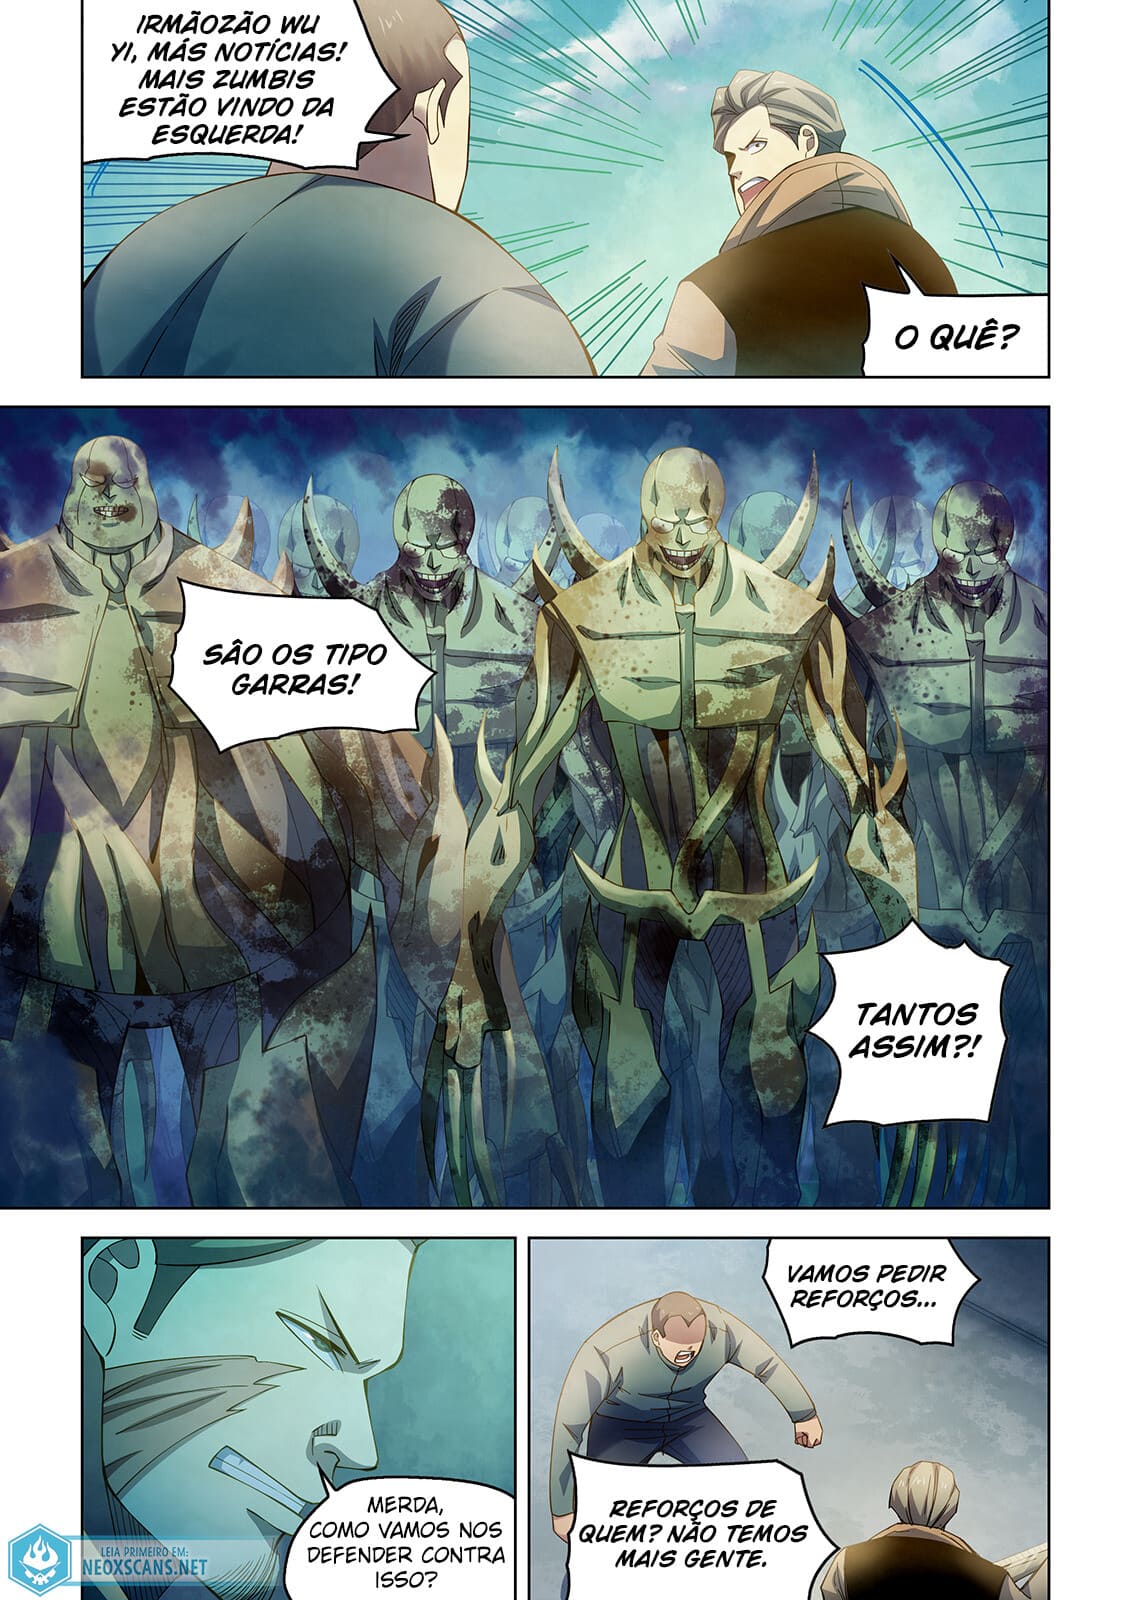 IRMÃOZÃO WU
YI, MÁS NOTÍCIAS!
MAIS ZUMBIS
ESTÃO VINDO DA
ESQUERDA!
O QUÊ?
SÂO OS TIPO
GARRAS!
TANTOS
ASSIM?!
MERDA,
COMO VAMOS NOS
DEFENDER CONTRA
ISSO?
VAMOS PEDIR
REFORÇOS...
REFORÇOS DE
QUEM? NÃO TEMOS
MAIS GENTE.
LEIA PRIMEIRO EM:
NEOXSCANS.NET